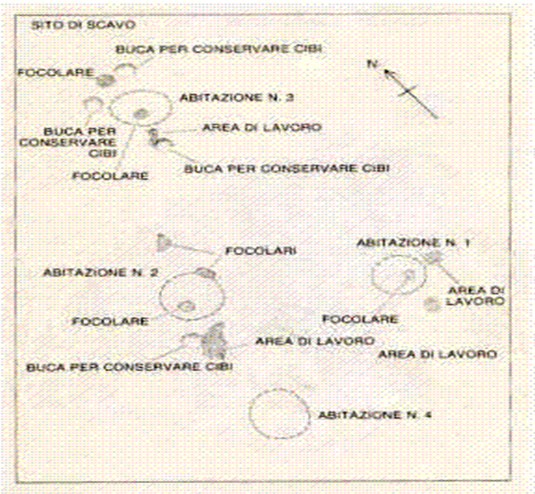 SITO DI SCAVO
BUCA PER CONSERVARE CIBI
FOCOLARE
N
ABITAZIONE N. 3
AREA DI LAVORO
BUCA PER
CONSERVARE
CIBI
BUCA PER CONSERVARE CIBI
FOCOLARE
ABITAZIONE N. 1
FOCOLARI
ABITAZIONE N. 2
AREA DI
LAVORO
FOCOLARE
FOCOLARE
AREA DI LAVORO
AREA DI LAVORO
BUCA PER CONSERVARE CIBI
ABITAZIONE N. 4